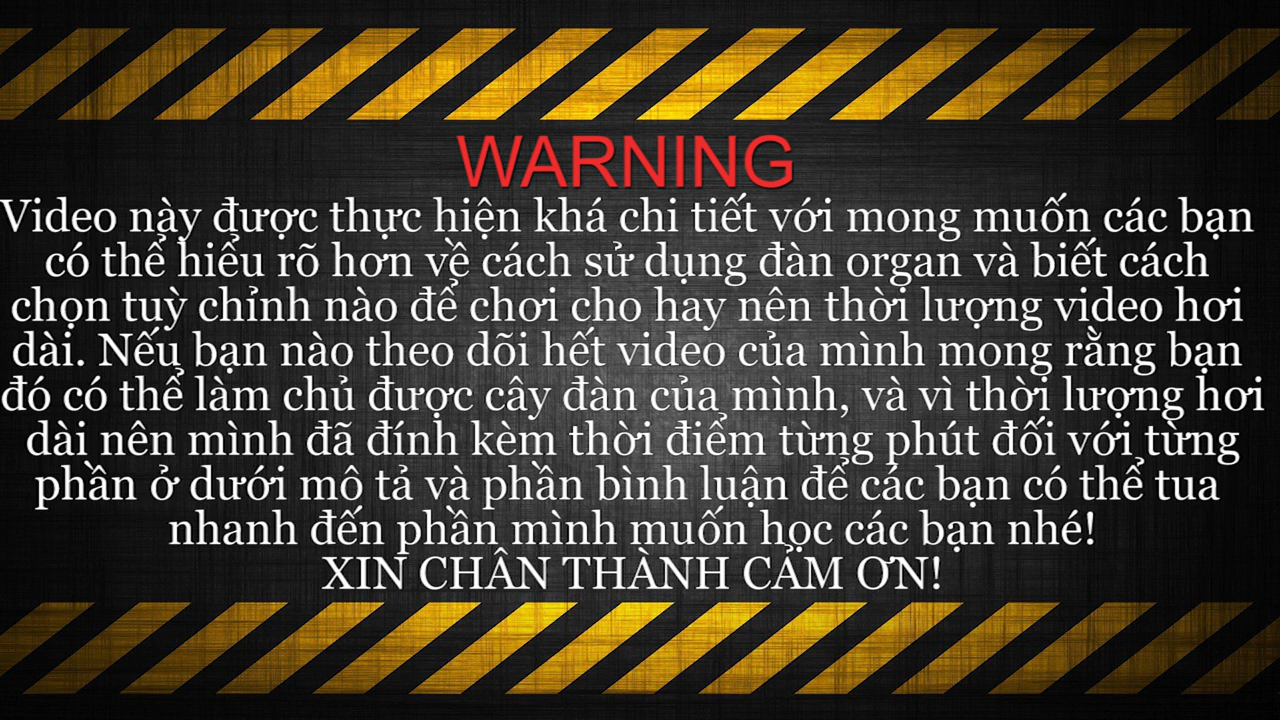 WARNING
Video này được thực hiện khá chi tiết với mong muốn các bạn
có thể hiểu rõ hơn về cách sử dụng đàn organ và biết cách
chọn tuỳ chỉnh nào để chơi cho hay nên thời lượng video hơi
dài. Nếu bạn nào theo dõi hết video của mình mong rằng bạn
đó có thể làm chủ được cây đàn của mình, và vì thời lượng hơi
dài nên mình đã đính kèm thời điểm từng phút đối với từng
phần ở dưới mô tả và phần bình luận để các bạn có thể tua
nhanh đến phần mình muốn học các bạn nhé!
XIN CHÂN THÀNH CẢM ƠN!